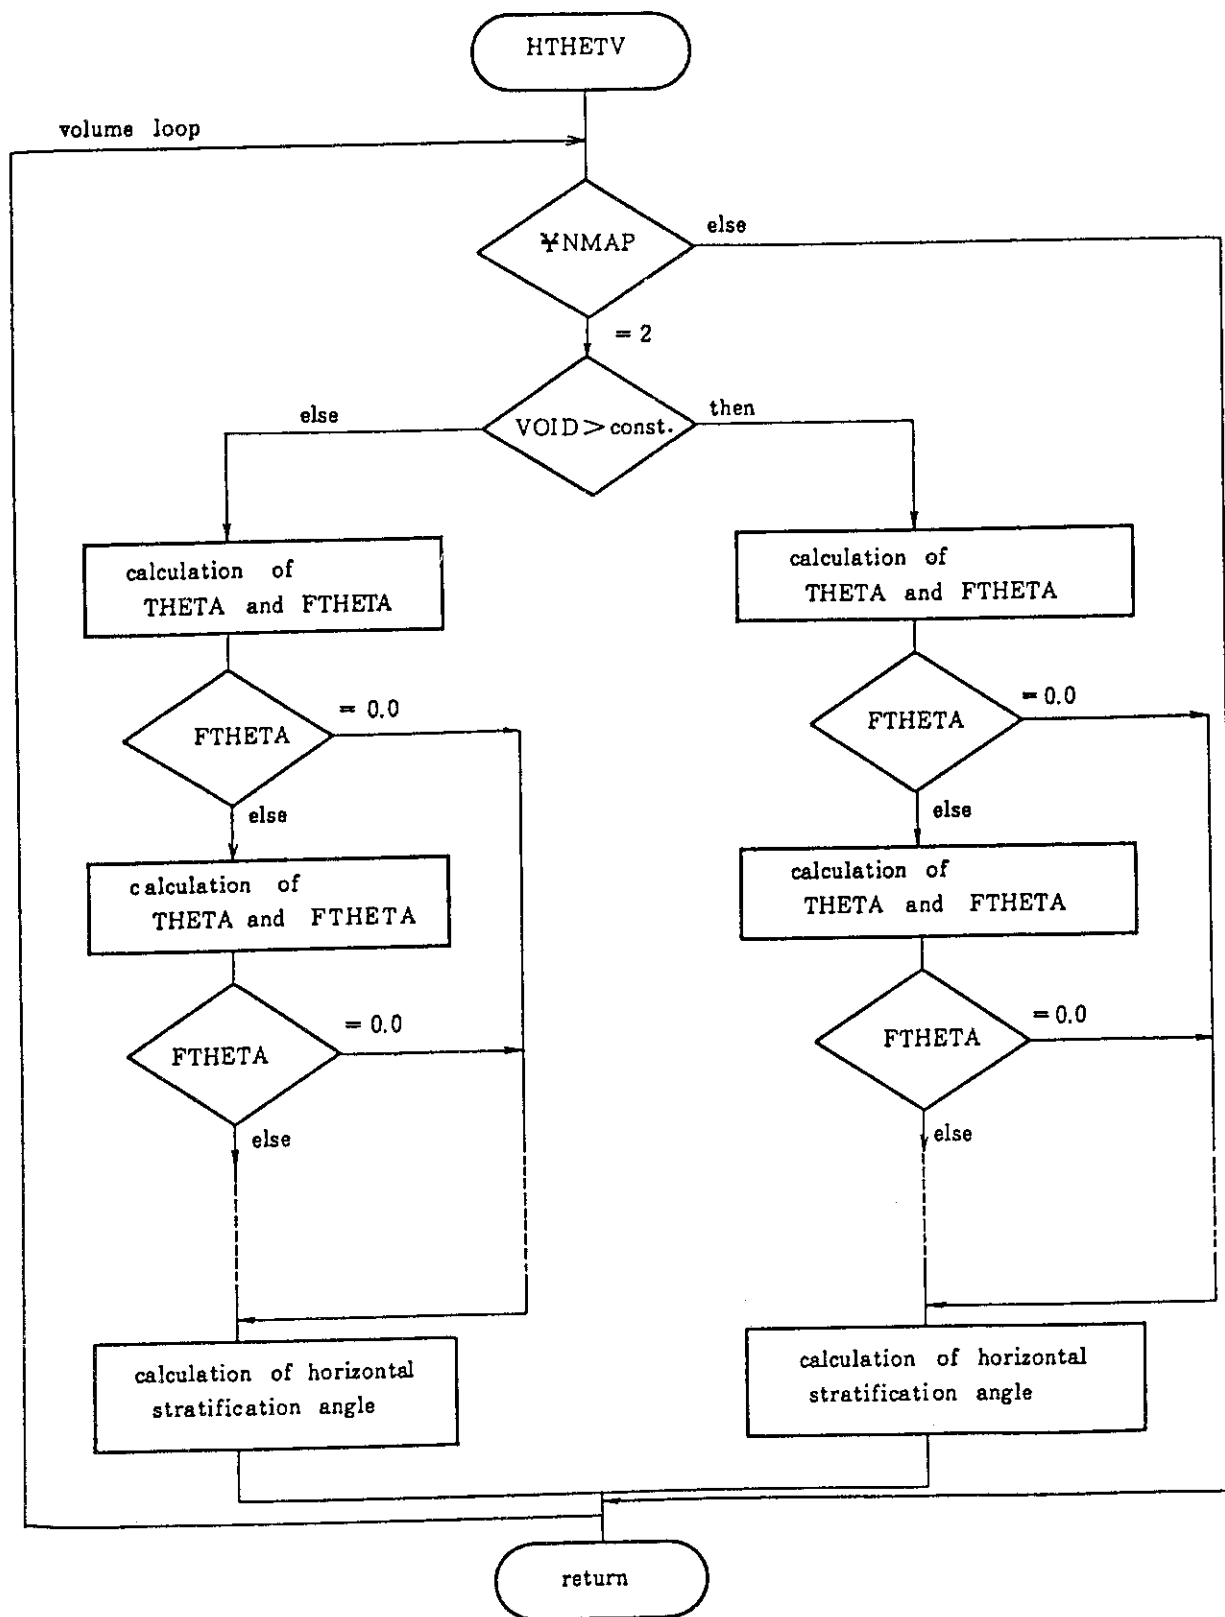 HTHETV
volume loop
¥NMAP
else
= 2
else
VOID > const.
then
calculation of
THETA and FTHETA
calculation of
THETA and FTHETA
FTHETA
= 0.0
else
FTHETA
= 0.0
else
calculation of
THETA and FTHETA
calculation of
THETA and FTHETA
FTHETA
= 0.0
else
FTHETA
= 0.0
else
calculation of horizontal
stratification angle
calculation of horizontal
stratification angle
return